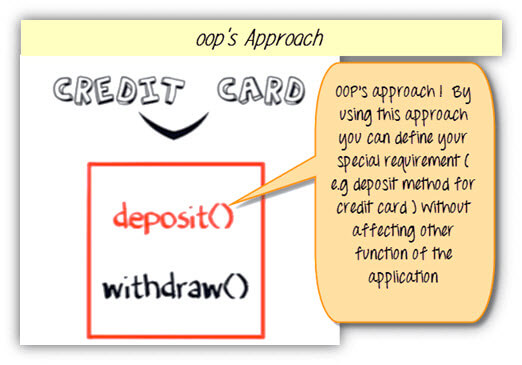 oop's Approach
CREDIT CARD
deposit()
withdraw()
OOP's approach ! By
using this approach
you can define your
special requirement (
e.g deposit method for
credit card ) without
affecting other
function of the
application